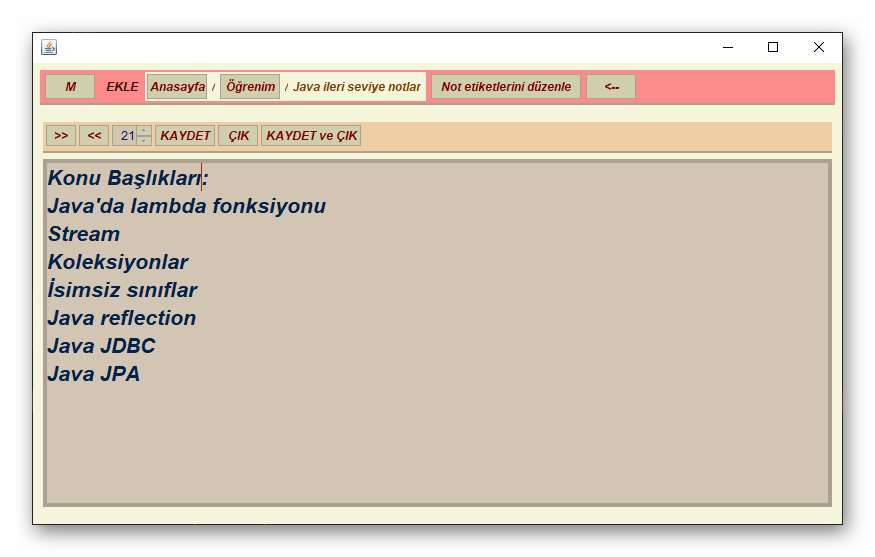 M EKLE Anasayfa / Öğrenim / Java ileri seviye notlar Not etiketlerini düzenle <--
>> << 21 KAYDET ÇIK KAYDET ve ÇIK
Konu Başlıkları:
Java'da lambda fonksiyonu
Stream
Koleksiyonlar
İsimsiz sınıflar
Java reflection
Java JDBC
Java JPA